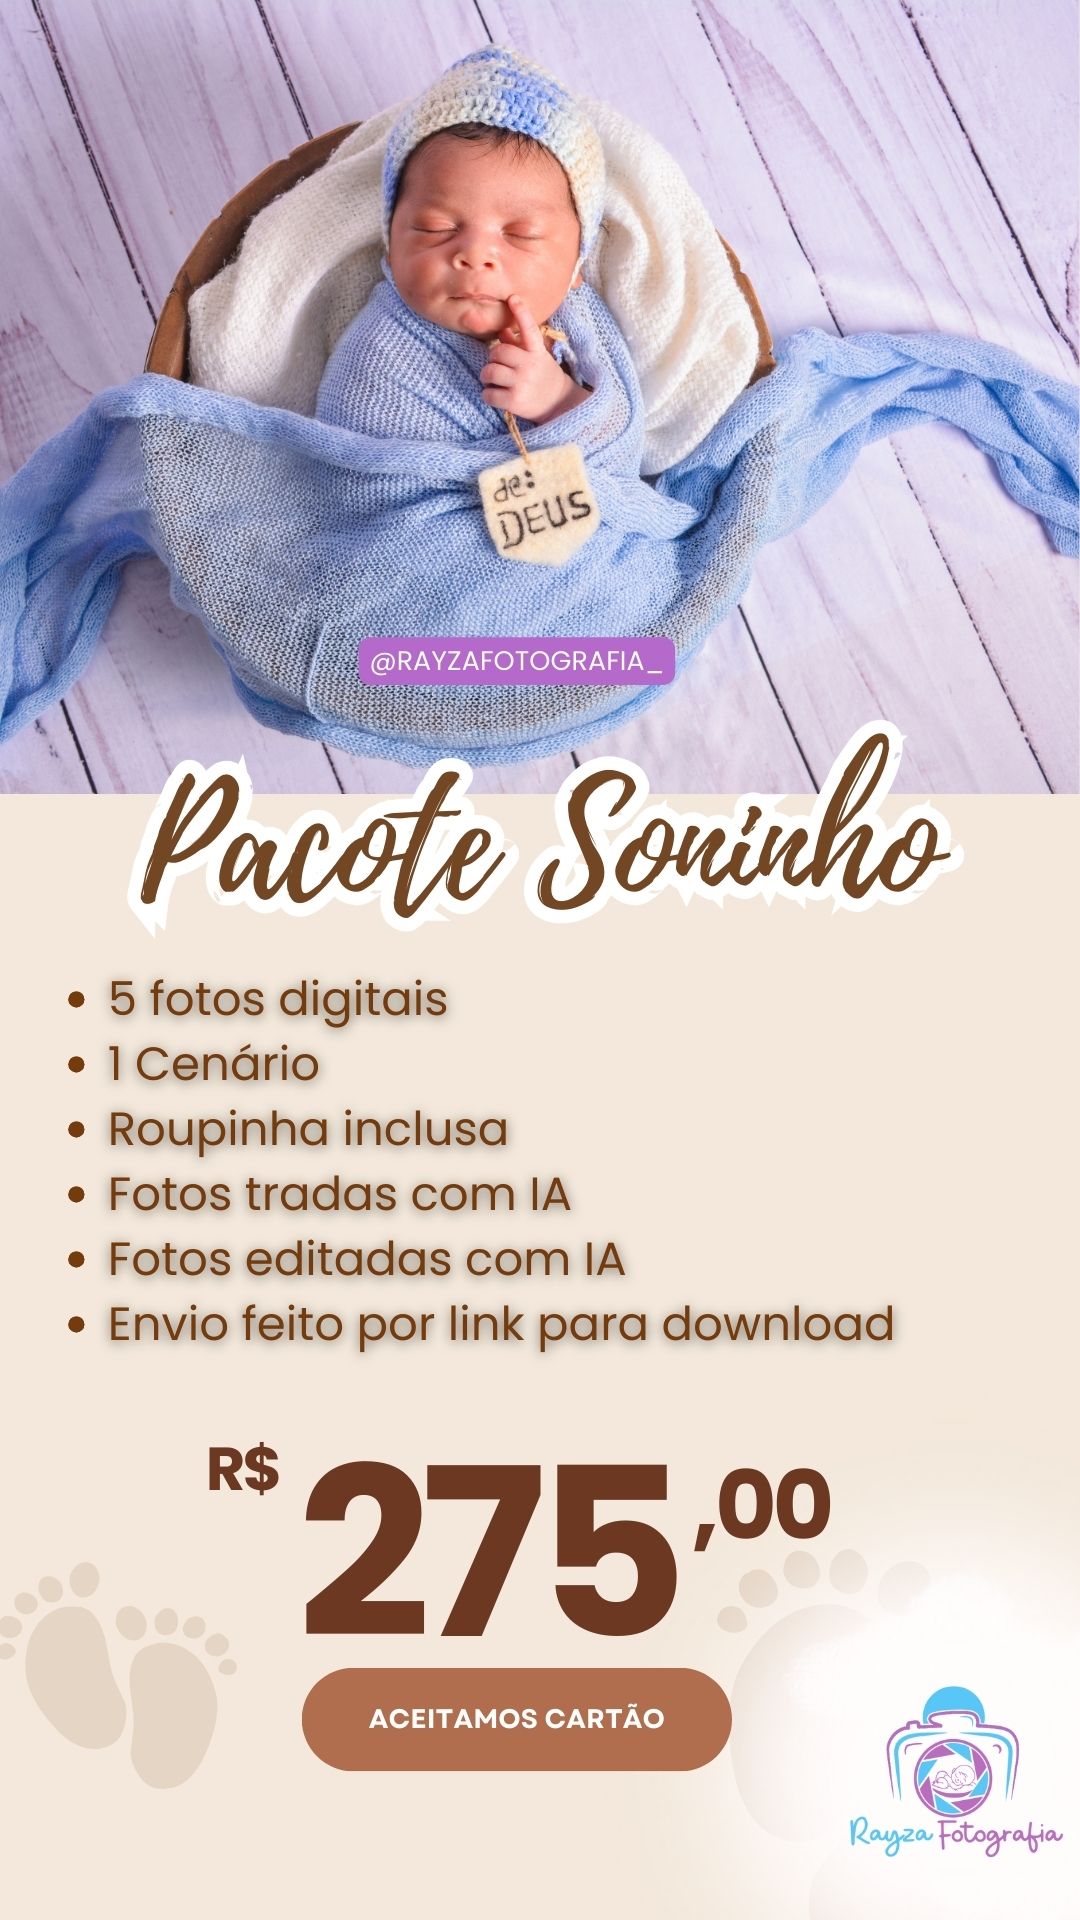 de:
DEUS
@RAYZAFOTOGRAFIA_
Pacote Soninho
• 5 fotos digitais
• 1 Cenário
• Roupinha inclusa
• Fotos tradas com IA
• Fotos editadas com IA
• Envio feito por link para download
R$ 275,00
ACEITAMOS CARTÃO
Rayza Fotografia